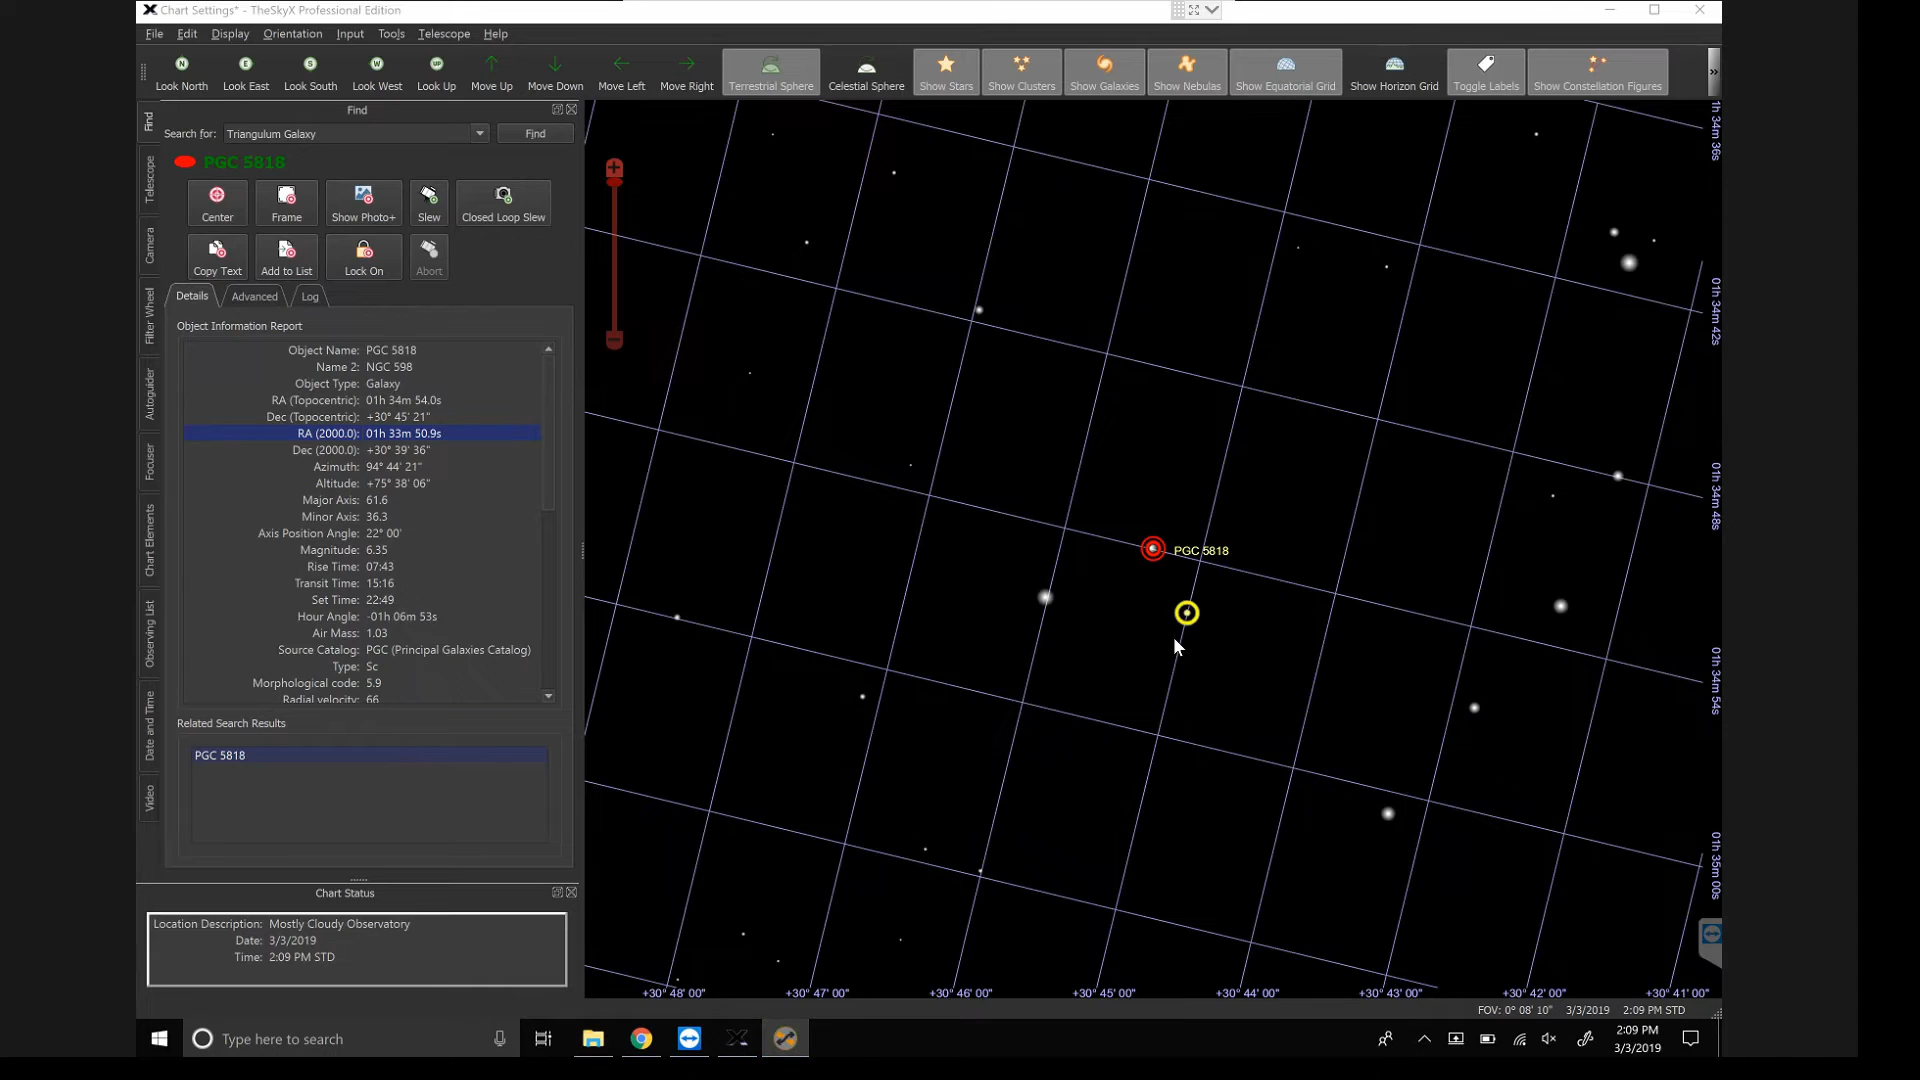 Chart Settings* - TheSkyX Professional Edition
File Edit Display Orientation Input Tools Telescope Help
Look North Look East Look South Look West Look Up Move Up Move Down Move Left Move Right Terrestrial Sphere Celestial Sphere Show Stars Show Clusters Show Galaxies Show Nebulas Show Equatorial Grid Show Horizon Grid Toggle Labels Show Constellation Figures »
N E S W UP
Find
Telescope
Camera
Filter Wheel
Autoguider
Focuser
Chart Elements
Observing List
Date and Time
Video
Find
Search for: Triangulum Galaxy Find
PGC 5818
Center Frame Show Photo+ Slew Closed Loop Slew
Copy Text Add to List Lock On Abort
Details Advanced Log
Object Information Report
Object Name: PGC 5818
Name 2: NGC 598
Object Type: Galaxy
RA (Topocentric): 01h 34m 54.0s
Dec (Topocentric): +30° 45' 21"
RA (2000.0): 01h 33m 50.9s
Dec (2000.0): +30° 39' 36"
Azimuth: 94° 44' 21"
Altitude: +75° 38' 06"
Major Axis: 61.6
Minor Axis: 36.3
Axis Position Angle: 22° 00'
Magnitude: 6.35
Rise Time: 07:43
Transit Time: 15:16
Set Time: 22:49
Hour Angle: -01h 06m 53s
Air Mass: 1.03
Source Catalog: PGC (Principal Galaxies Catalog)
Type: Sc
Morphological code: 5.9
Radial velocity: 66
Related Search Results
PGC 5818
Chart Status
Location Description: Mostly Cloudy Observatory
Date: 3/3/2019
Time: 2:09 PM STD
PGC 5818
1h 34m 36s
01h 34m 42s
01h 34m 48s
01h 34m 54s
01h 35m 00s
+30° 48' 00" +30° 47' 00" +30° 46' 00" +30° 45' 00" +30° 44' 00" +30° 43' 00" +30° 42' 00" +30° 41' 00"
FOV: 0° 08' 10" 3/3/2019 2:09 PM STD
Type here to search
2:09 PM
3/3/2019